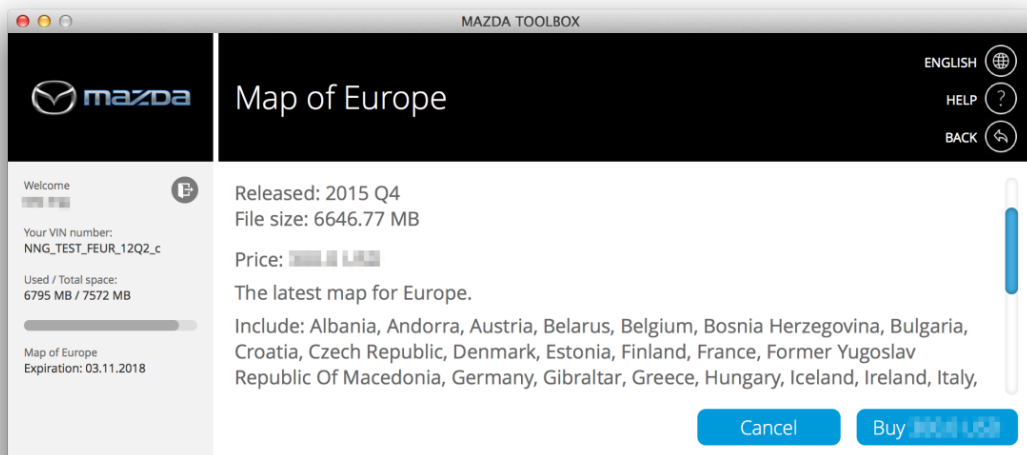 MAZDA TOOLBOX
mazda
Map of Europe
ENGLISH
HELP
?
BACK
Welcome
Your VIN number:
NNG_TEST_FEUR_12Q2_c
Used / Total space:
6795 MB / 7572 MB
Map of Europe
Expiration: 03.11.2018
Released: 2015 Q4
File size: 6646.77 MB
Price:
The latest map for Europe.
Include: Albania, Andorra, Austria, Belarus, Belgium, Bosnia Herzegovina, Bulgaria,
Croatia, Czech Republic, Denmark, Estonia, Finland, France, Former Yugoslav
Republic Of Macedonia, Germany, Gibraltar, Greece, Hungary, Iceland, Ireland, Italy,
Cancel
Buy